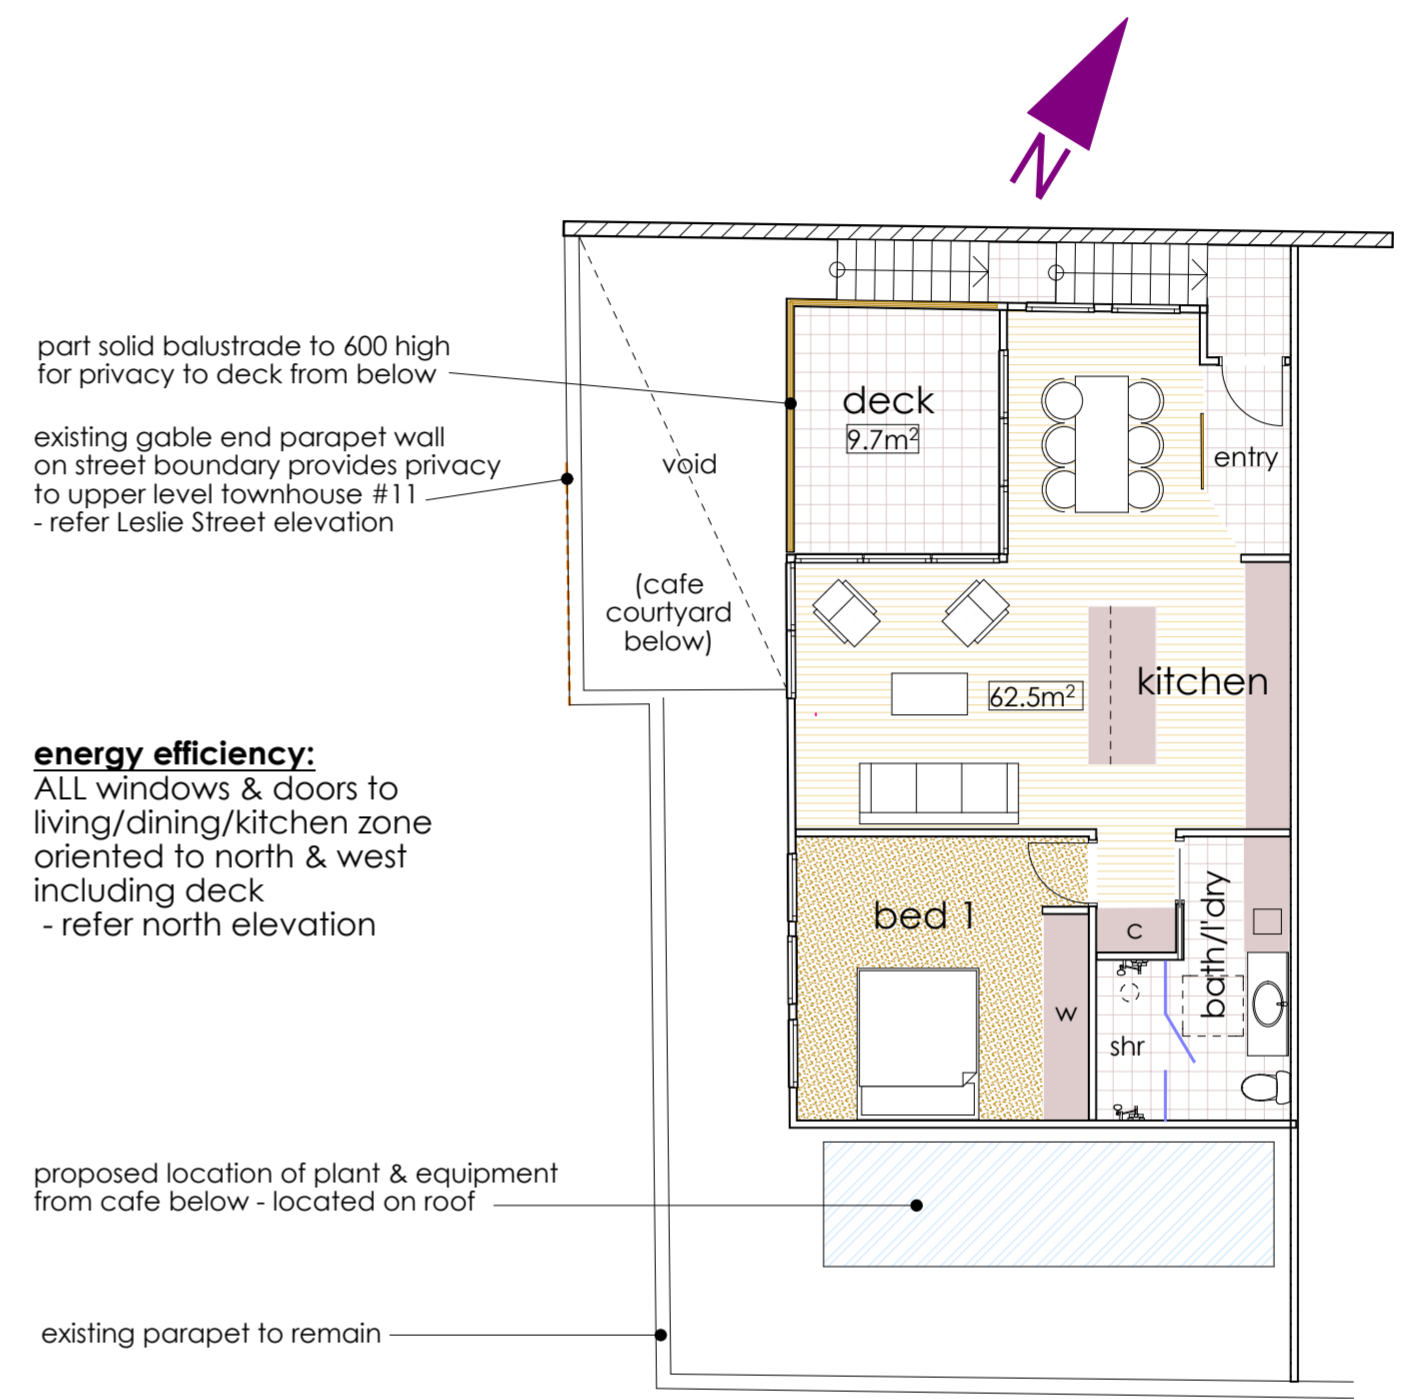 N
part solid balustrade to 600 high
for privacy to deck from below
existing gable end parapet wall
on street boundary provides privacy
to upper level townhouse #11
- refer Leslie Street elevation
void
(cafe
courtyard
below)
deck
9.7m²
entry
62.5m²
kitchen
energy efficiency:
ALL windows & doors to
living/dining/kitchen zone
oriented to north & west
including deck
- refer north elevation
bed 1
c
bath/l'dry
w
shr
proposed location of plant & equipment
from cafe below - located on roof
existing parapet to remain